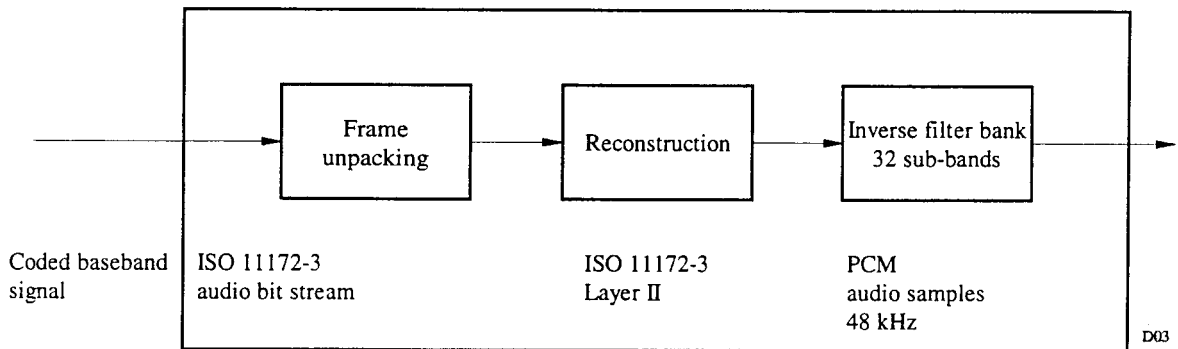 Frame
unpacking
Reconstruction
Inverse filter bank
32 sub-bands
Coded baseband
signal
ISO 11172-3
audio bit stream
ISO 11172-3
Layer II
PCM
audio samples
48 kHz
D03